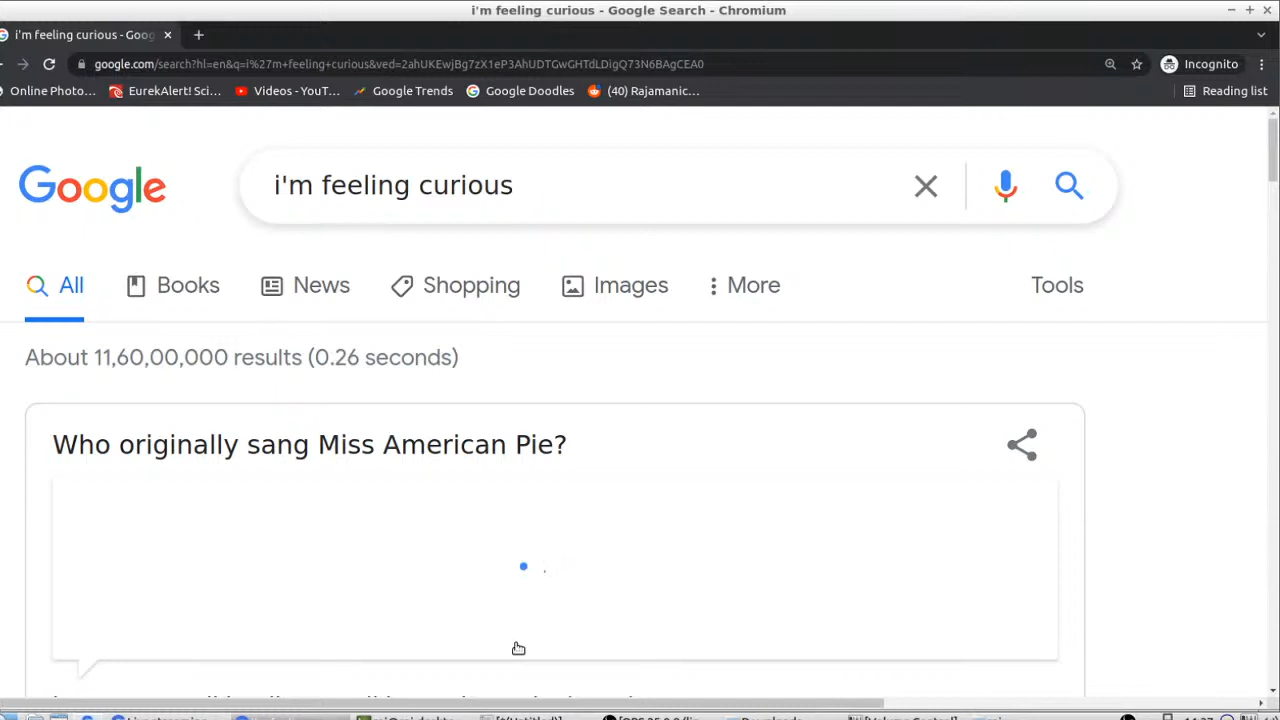 i'm feeling curious - Google Search - Chromium
i'm feeling curious - Goog
google.com/search?hl=en&q=i%27m+feeling+curious&ved=2ahUKEwjBg7zX1eP3AhUDTGwGHTdLDigQ73N6BAgCEA0
Incognito
Online Photo... EurekAlert! Sci... Videos - YouT... Google Trends Google Doodles (40) Rajamanic... Reading list
Google i'm feeling curious
All Books News Shopping Images More Tools
About 11,60,00,000 results (0.26 seconds)
Who originally sang Miss American Pie?